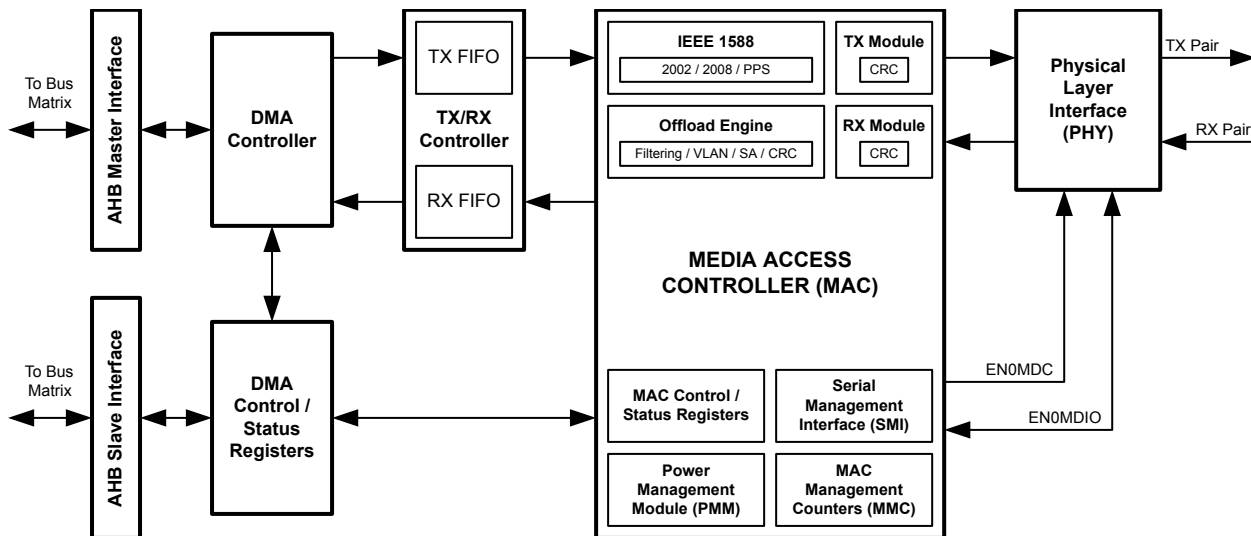 To Bus
Matrix
AHB Master Interface
DMA
Controller
TX FIFO
TX/RX
Controller
RX FIFO
IEEE 1588
2002 / 2008 / PPS
TX Module
CRC
Offload Engine
Filtering / VLAN / SA / CRC
RX Module
CRC
MEDIA ACCESS
CONTROLLER (MAC)
Physical
Layer
Interface
(PHY)
TX Pair
RX Pair
To Bus
Matrix
AHB Slave Interface
DMA
Control /
Status
Registers
MAC Control /
Status Registers
Serial
Management
Interface (SMI)
Power
Management
Module (PMM)
MAC
Management
Counters (MMC)
EN0MDC
EN0MDIO